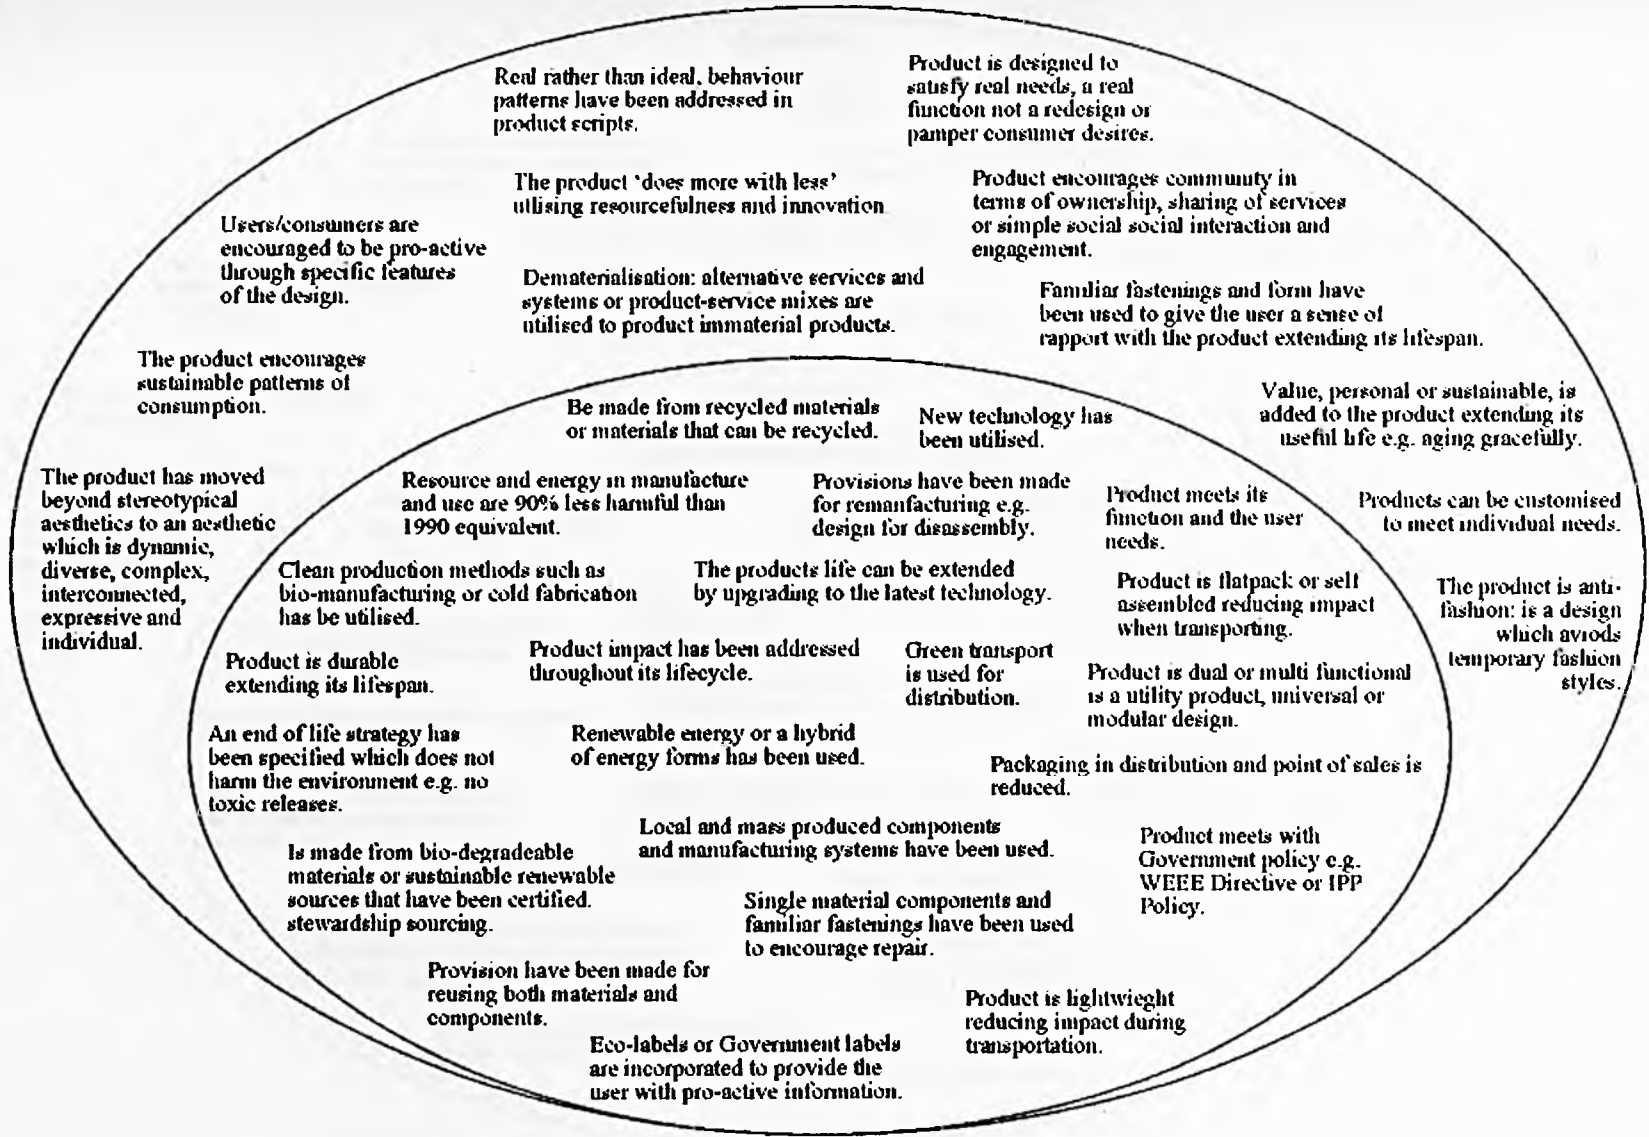 Real rather than ideal, behaviour
patterns have been addressed in
product scripts.
Product is designed to
satisfy real needs, a real
function not a redesign or
pamper consumer desires.
The product 'does more with less'
utilising resourcefulness and innovation
Product encourages community in
terms of ownership, sharing of services
or simple social social interaction and
engagement.
Users/consumers are
encouraged to be pro-active
through specific features
of the design.
Dematerialisation: alternative services and
systems or product-service mixes are
utilised to product immaterial products.
Familiar fastenings and form have
been used to give the user a sense of
rapport with the product extending its lifespan.
The product encourages
sustainable patterns of
consumption.
Value, personal or sustainable, is
added to the product extending its
useful life e.g. aging gracefully.
Be made from recycled materials
or materials that can be recycled.
New technology has
been utilised.
The product has moved
beyond stereotypical
aesthetics to an aesthetic
which is dynamic,
diverse, complex,
interconnected,
expressive and
individual.
Resource and energy in manufacture
and use are 90% less harmful than
1990 equivalent.
Provisions have been made
for remanufacturing e.g.
design for disassembly.
Product meets its
function and the user
needs.
Products can be customised
to meet individual needs.
Clean production methods such as
bio-manufacturing or cold fabrication
has be utilised.
The products life can be extended
by upgrading to the latest technology.
Product is flatpack or self
assembled reducing impact
when transporting.
The product is anti-
fashion: is a design
which aviods
temporary fashion
styles.
Product is durable
extending its lifespan.
Product impact has been addressed
throughout its lifecycle.
Green transport
is used for
distribution.
Product is dual or multi functional
is a utility product, universal or
modular design.
An end of life strategy has
been specified which does not
harm the environment e.g. no
toxic releases.
Renewable energy or a hybrid
of energy forms has been used.
Packaging in distribution and point of sales is
reduced.
Local and mass produced components
and manufacturing systems have been used.
Product meets with
Government policy e.g.
WEEE Directive or IPP
Policy.
Is made from bio-degradeable
materials or sustainable renewable
sources that have been certified.
stewardship sourcing.
Single material components and
familiar fastenings have been used
to encourage repair.
Provision have been made for
reusing both materials and
components.
Product is lightwieght
reducing impact during
transportation.
Eco-labels or Government labels
are incorporated to provide the
user with pro-active information.